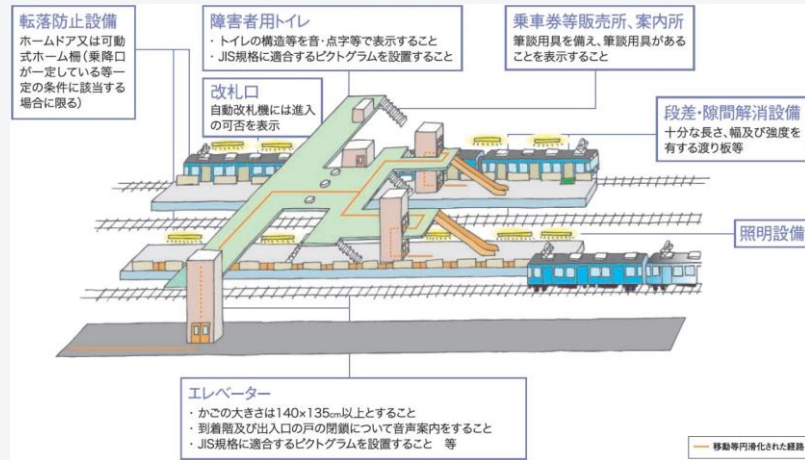 転落防止設備
ホームドア又は可動
式ホーム柵(乗降口
が一定している等一
定の条件に該当する
場合に限る)
障害者用トイレ
・トイレの構造等を音・点字等で表示すること
・JIS規格に適合するピクトグラムを設置すること
乗車券等販売所、案内所
筆談用具を備え、筆談用具がある
ことを表示すること
改札口
自動改札機には進入
の可否を表示
段差・隙間解消設備
十分な長さ、幅及び強度を
有する渡り板等
照明設備
エレベーター
・かごの大きさは140×135cm以上とすること
・到着階及び出入口の戸の閉鎖について音声案内をすること
・JIS規格に適合するピクトグラムを設置すること 等
移動等円滑化された経路